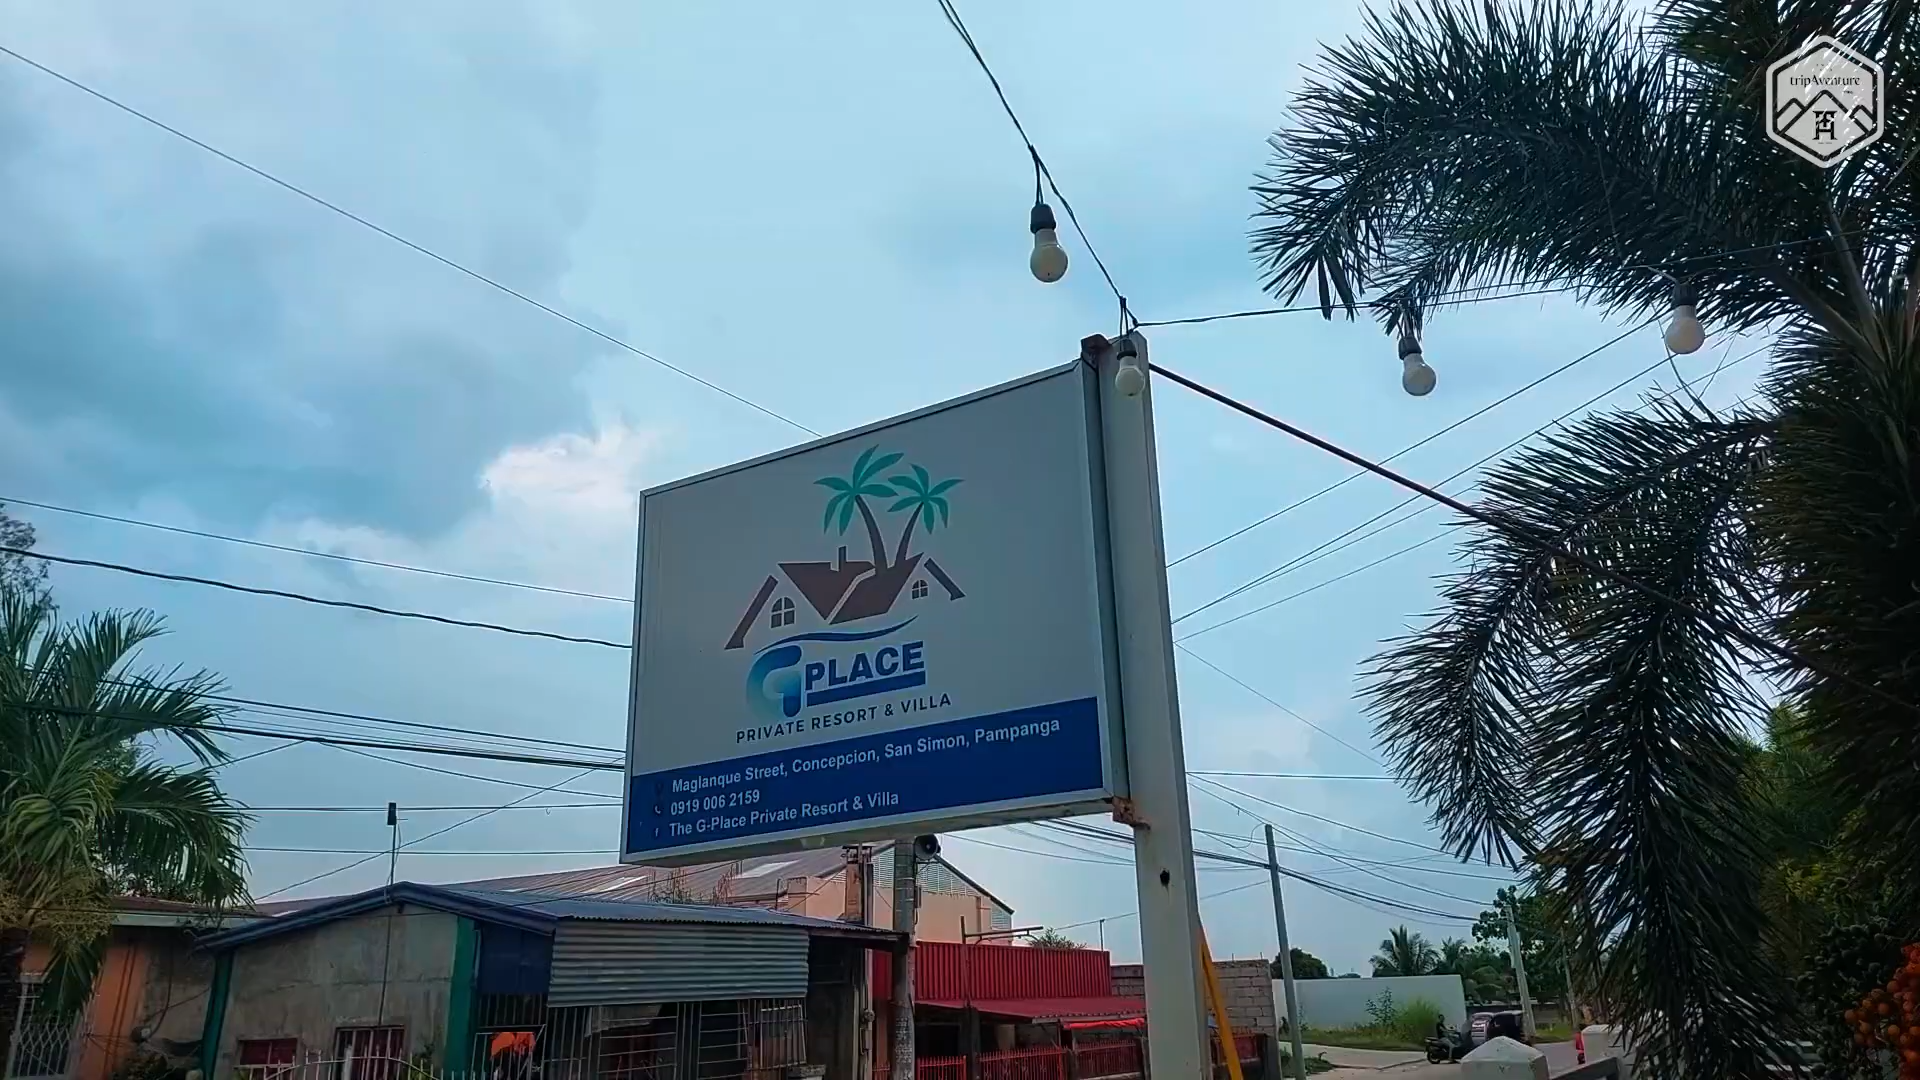 tripAventure
G PLACE
PRIVATE RESORT & VILLA
Maglanque Street, Concepcion, San Simon, Pampanga
0919 006 2159
The G-Place Private Resort & Villa